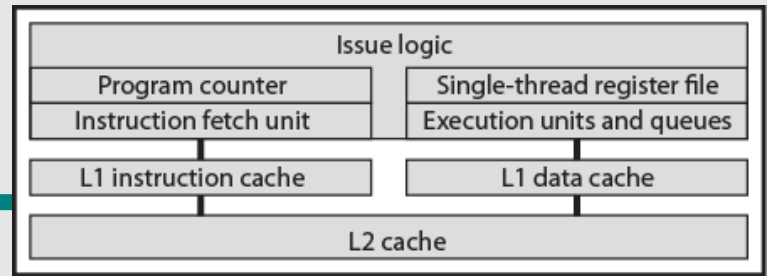 Issue logic
Program counter
Single-thread register file
Instruction fetch unit
Execution units and queues
L1 instruction cache
L1 data cache
L2 cache